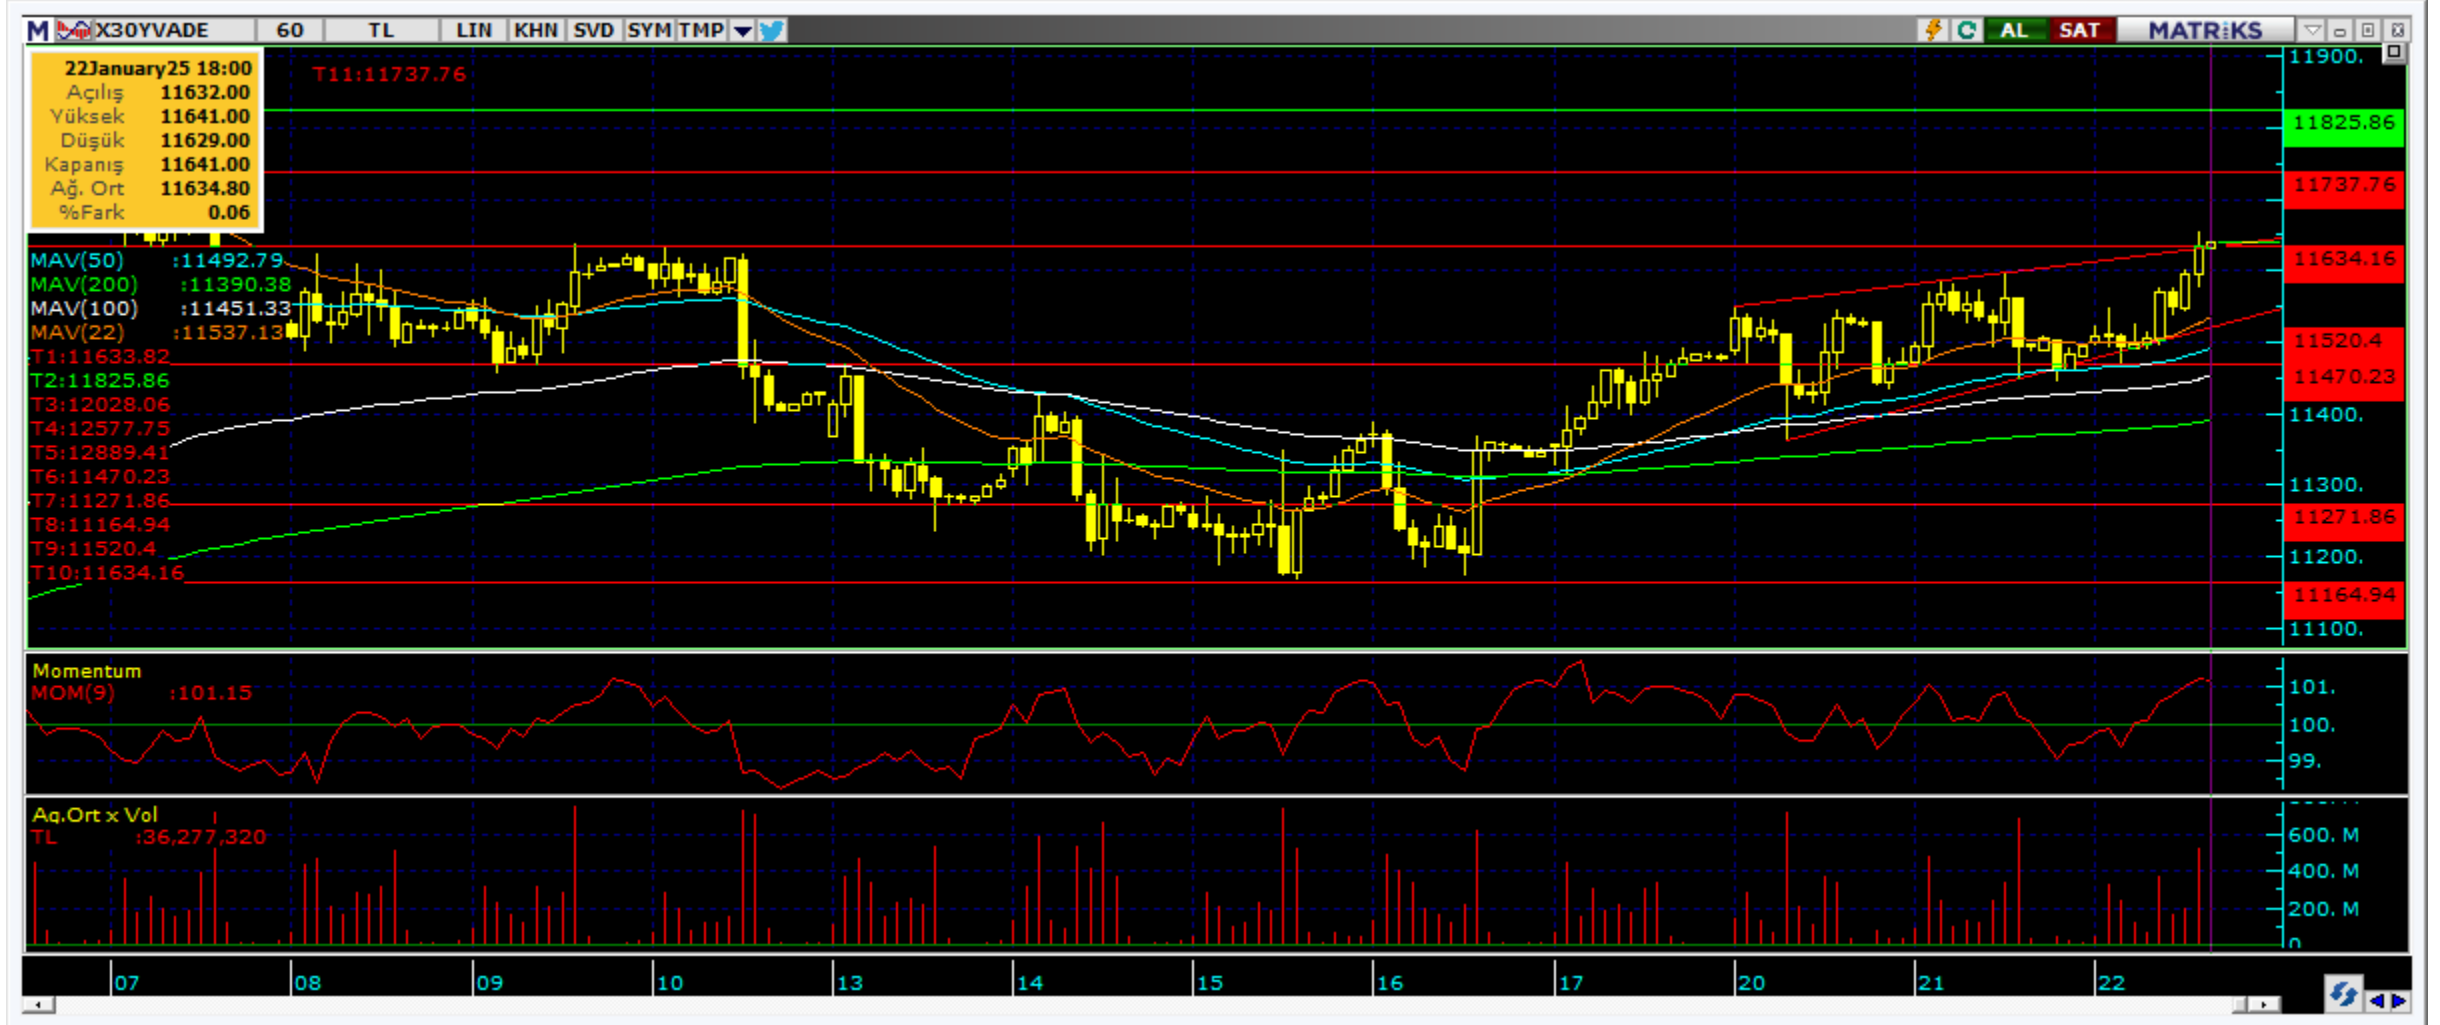 M X30YVADE 60 TL LIN KHN SVD SYM TMP AL SAT MATRiKS
22January25 18:00
Açılış 11632.00
Yüksek 11641.00
Düşük 11629.00
Kapanış 11641.00
Ağ. Ort 11634.80
%Fark 0.06
T11:11737.76
MAV(50) :11492.79
MAV(200) :11390.38
MAV(100) :11451.33
MAV(22) :11537.13
T1:11633.82
T2:11825.86
T3:12028.06
T4:12577.75
T5:12889.41
T6:11470.23
T7:11271.86
T8:11164.94
T9:11520.4
T10:11634.16
11900.
11825.86
11737.76
11634.16
11520.4
11470.23
11400.
11300.
11271.86
11200.
11164.94
11100.
Momentum
MOM(9) :101.15
101.
100.
99.
Ag.Ort x Vol
TL :36,277,320
600. M
400. M
200. M
0
07 08 09 10 13 14 15 16 17 20 21 22